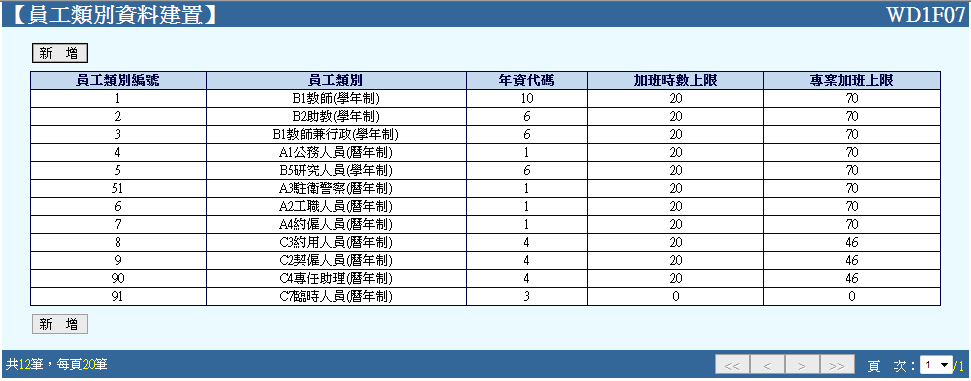 【員工類別資料建置】 WD1F07
新 增
員工類別編號 員工類別 年資代碼 加班時數上限 專案加班上限
1 B1教師(學年制) 10 20 70
2 B2助教(學年制) 6 20 70
3 B1教師兼行政(學年制) 6 20 70
4 A1公務人員(曆年制) 1 20 70
5 B5研究人員(學年制) 6 20 70
51 A3駐衛警察(曆年制) 1 20 70
6 A2工職人員(曆年制) 1 20 70
7 A4約僱人員(曆年制) 1 20 70
8 C3約用人員(曆年制) 4 20 46
9 C2契僱人員(曆年制) 4 20 46
90 C4專任助理(曆年制) 4 20 46
91 C7臨時人員(曆年制) 3 0 0
新 增
共12筆，每頁20筆 << < > >> 頁 次：1 /1